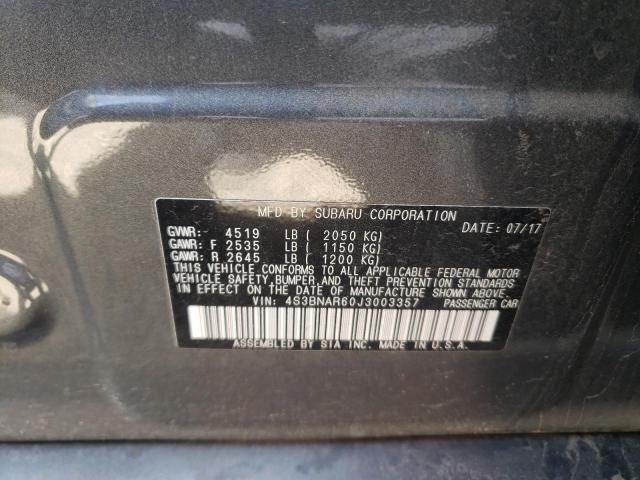 MFD BY SUBARU CORPORATION
GVWR: 4519 LB ( 2050 KG) DATE: 07/17
GAWR: F 2535 LB ( 1150 KG)
GAWR: R 2645 LB ( 1200 KG)
THIS VEHICLE CONFORMS TO ALL APPLICABLE FEDERAL MOTOR
VEHICLE SAFETY, BUMPER, AND THEFT PREVENTION STANDARDS
IN EFFECT ON THE DATE OF MANUFACTURE SHOWN ABOVE.
VIN: 4S3BNAR60J3003357 PASSENGER CAR
ASSEMBLED BY SIA INC. MADE IN U.S.A.